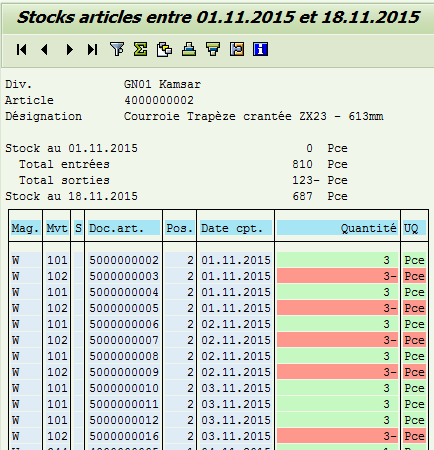 Stocks articles entre 01.11.2015 et 18.11.2015
Div. GN01 Kamsar
Article 4000000002
Désignation Courroie Trapèze crantée ZX23 - 613mm
Stock au 01.11.2015 0 Pce
Total entrées 810 Pce
Total sorties 123- Pce
Stock au 18.11.2015 687 Pce
Mag. Mvt S Doc.art. Pos. Date cpt. Quantité UQ
W 101 5000000002 2 01.11.2015 3 Pce
W 102 5000000003 2 01.11.2015 3- Pce
W 101 5000000004 2 01.11.2015 3 Pce
W 102 5000000005 2 01.11.2015 3- Pce
W 101 5000000006 2 02.11.2015 3 Pce
W 102 5000000007 2 02.11.2015 3- Pce
W 101 5000000008 2 02.11.2015 3 Pce
W 102 5000000009 2 02.11.2015 3- Pce
W 101 5000000010 2 03.11.2015 3 Pce
W 101 5000000011 2 03.11.2015 3 Pce
W 101 5000000012 2 03.11.2015 3 Pce
W 102 5000000016 2 03.11.2015 3- Pce